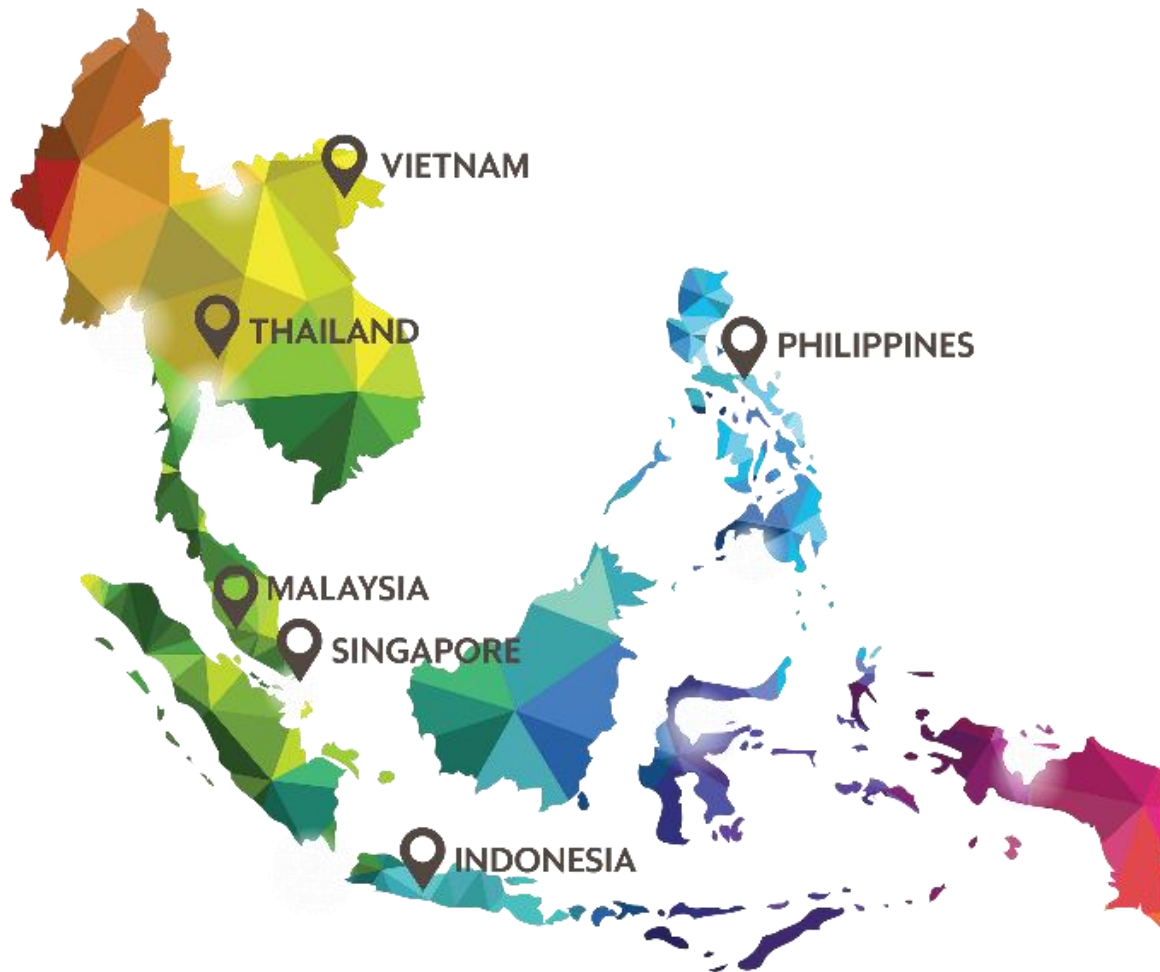 VIETNAM
THAILAND
PHILIPPINES
MALAYSIA
SINGAPORE
INDONESIA